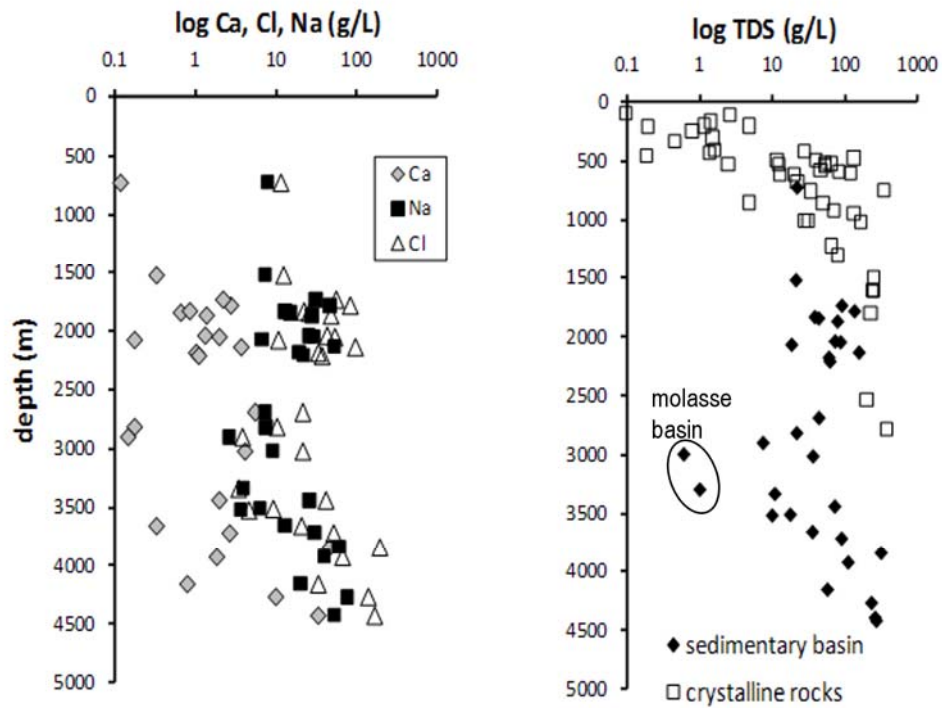 log Ca, Cl, Na (g/L)
0.1 1 10 100 1000
0
500
1000
1500
2000
2500
3000
3500
4000
4500
5000
depth (m)
Ca
Na
Cl
log TDS (g/L)
0.1 1 10 100 1000
0
500
1000
1500
2000
2500
3000
3500
4000
4500
5000
molasse
basin
sedimentary basin
crystalline rocks